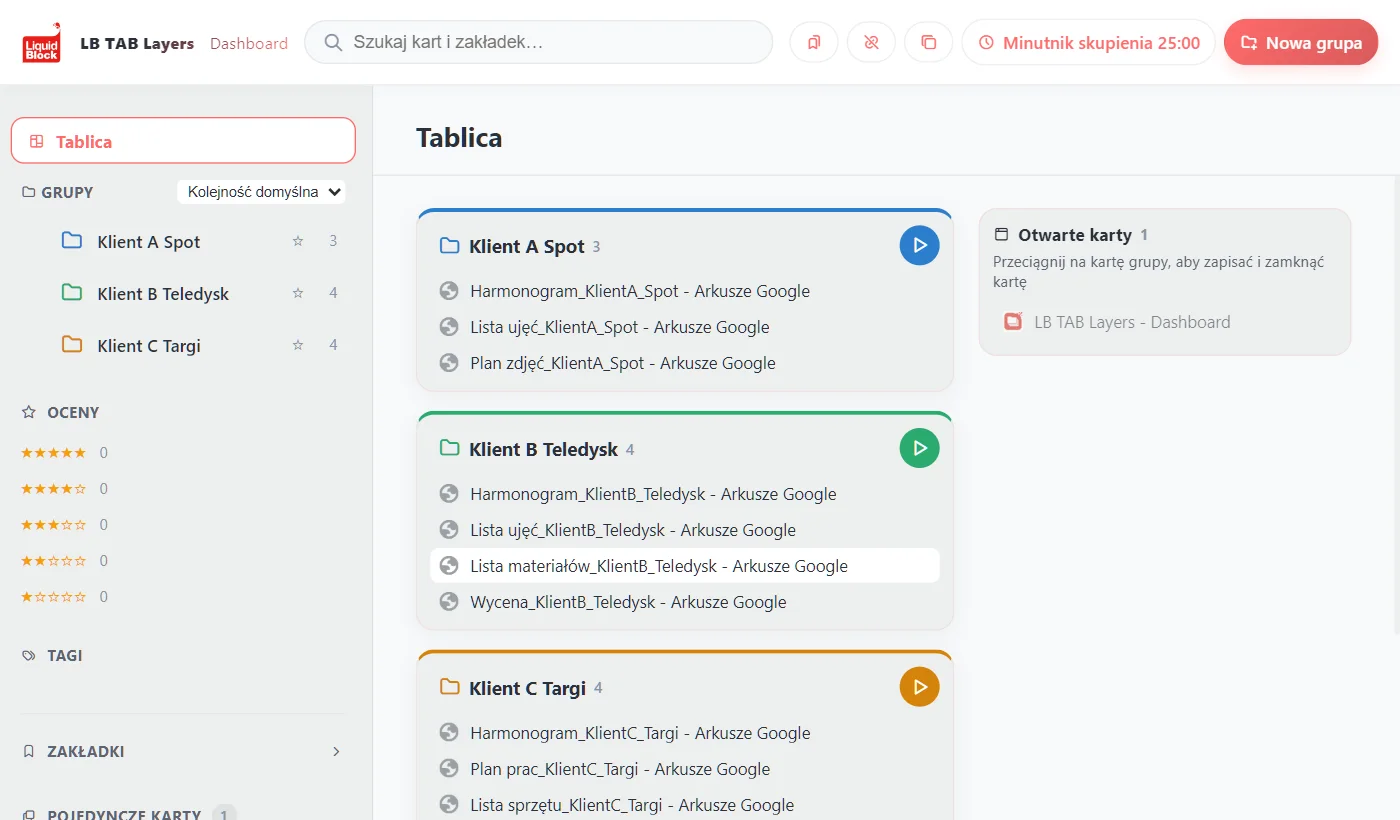 Liquid Block
LB TAB Layers Dashboard
Szukaj kart i zakładek…
Minutnik skupienia 25:00
Nowa grupa
Tablica
GRUPY
Kolejność domyślna
Klient A Spot 3
Klient B Teledysk 4
Klient C Targi 4
OCENY
★★★★★ 0
★★★★☆ 0
★★★☆☆ 0
★★☆☆☆ 0
★☆☆☆☆ 0
TAGI
ZAKŁADKI
POJEDYNCZE KARTY 1
Tablica
Klient A Spot 3
Harmonogram_KlientA_Spot - Arkusze Google
Lista ujęć_KlientA_Spot - Arkusze Google
Plan zdjęć_KlientA_Spot - Arkusze Google
Klient B Teledysk 4
Harmonogram_KlientB_Teledysk - Arkusze Google
Lista ujęć_KlientB_Teledysk - Arkusze Google
Lista materiałów_KlientB_Teledysk - Arkusze Google
Wycena_KlientB_Teledysk - Arkusze Google
Klient C Targi 4
Harmonogram_KlientC_Targi - Arkusze Google
Plan prac_KlientC_Targi - Arkusze Google
Lista sprzętu_KlientC_Targi - Arkusze Google
Otwarte karty 1
Przeciągnij na kartę grupy, aby zapisać i zamknąć
kartę
LB TAB Layers - Dashboard